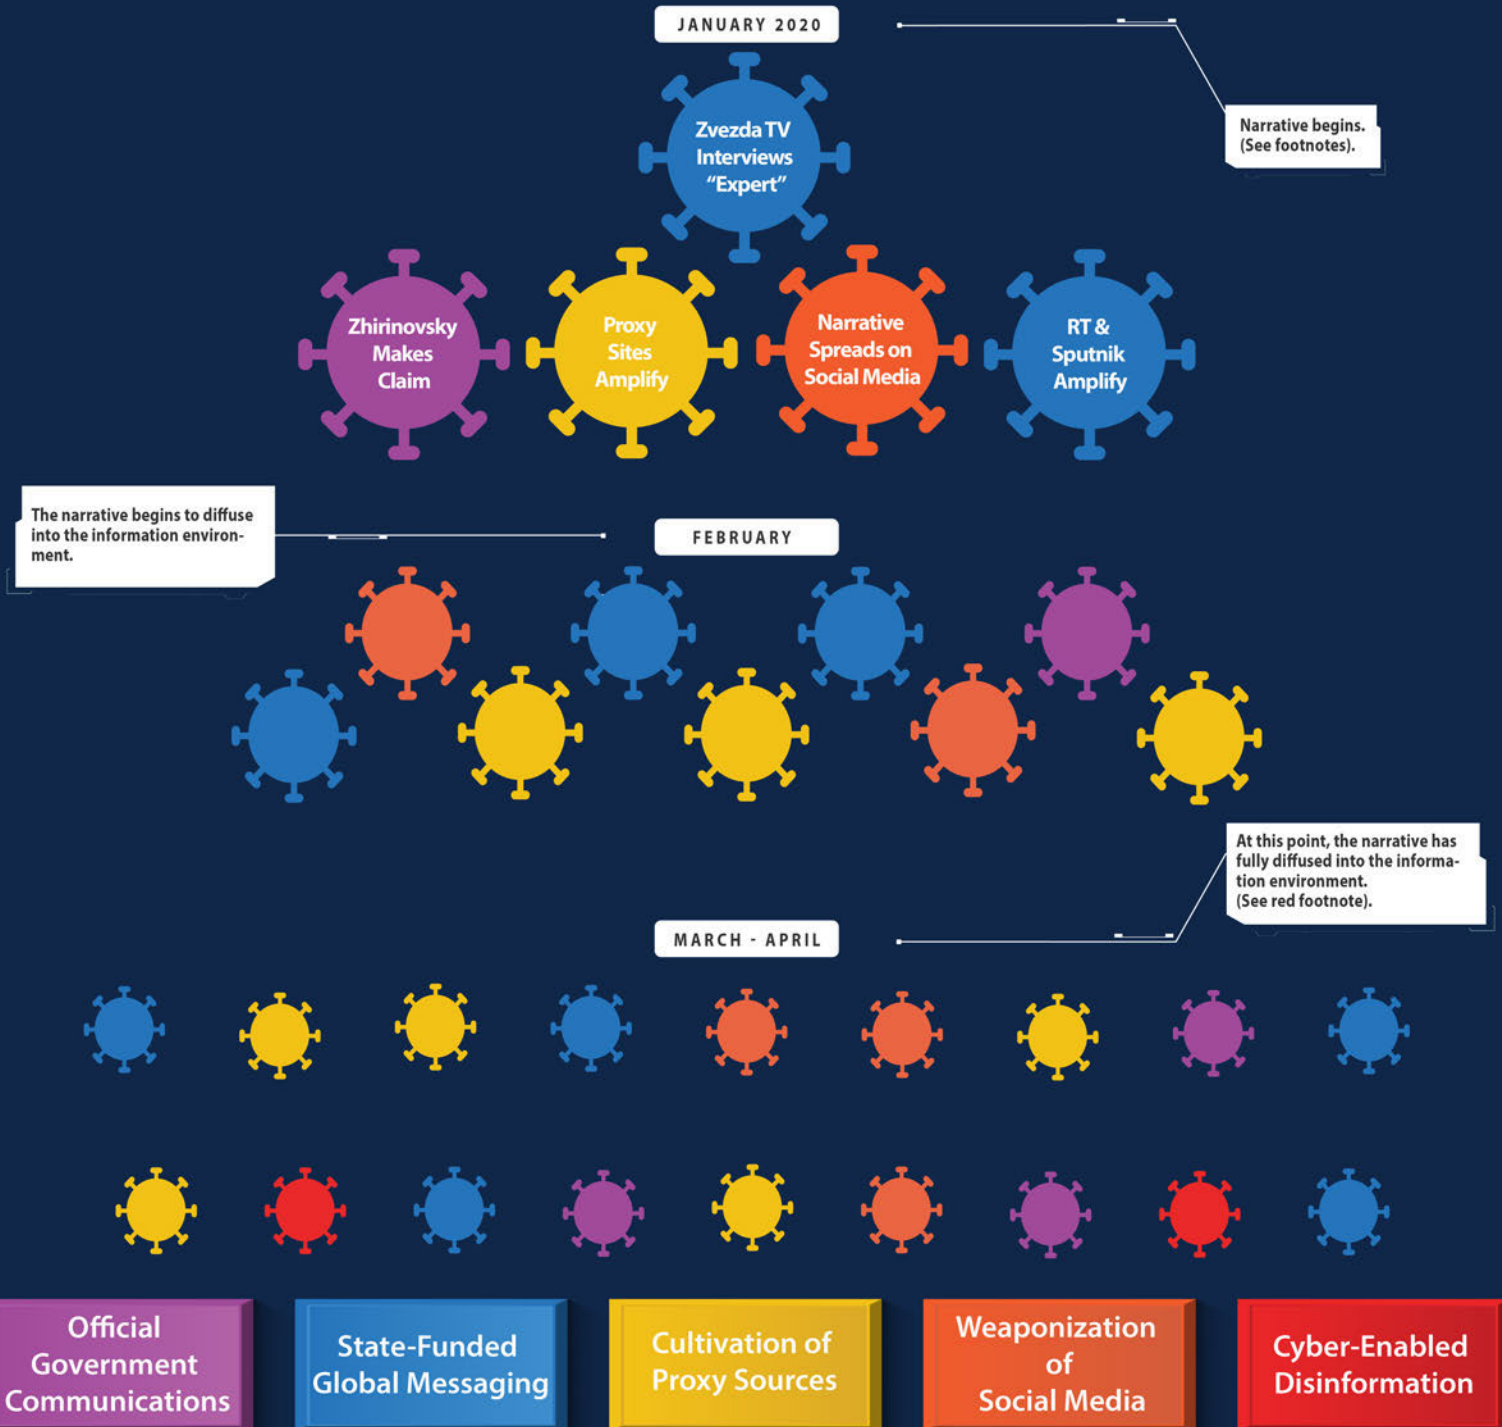 JANUARY 2020
Narrative begins.
(See footnotes).
Zvezda TV
Interviews
“Expert”
Zhirinovsky
Makes
Claim
Proxy
Sites
Amplify
Narrative
Spreads on
Social Media
RT &
Sputnik
Amplify
The narrative begins to diffuse
into the information environ-
ment.
FEBRUARY
At this point, the narrative has
fully diffused into the informa-
tion environment.
(See red footnote).
MARCH - APRIL
Official
Government
Communications
State-Funded
Global Messaging
Cultivation of
Proxy Sources
Weaponization
of
Social Media
Cyber-Enabled
Disinformation